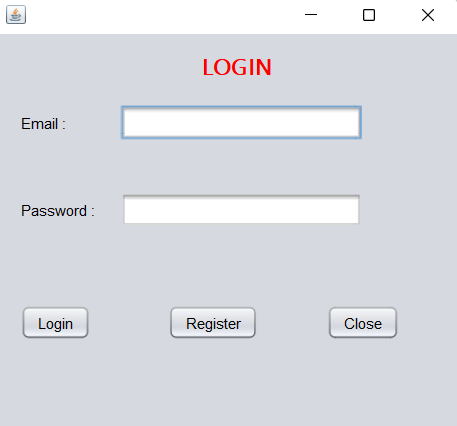 LOGIN
Email :
Password :
Login Register Close